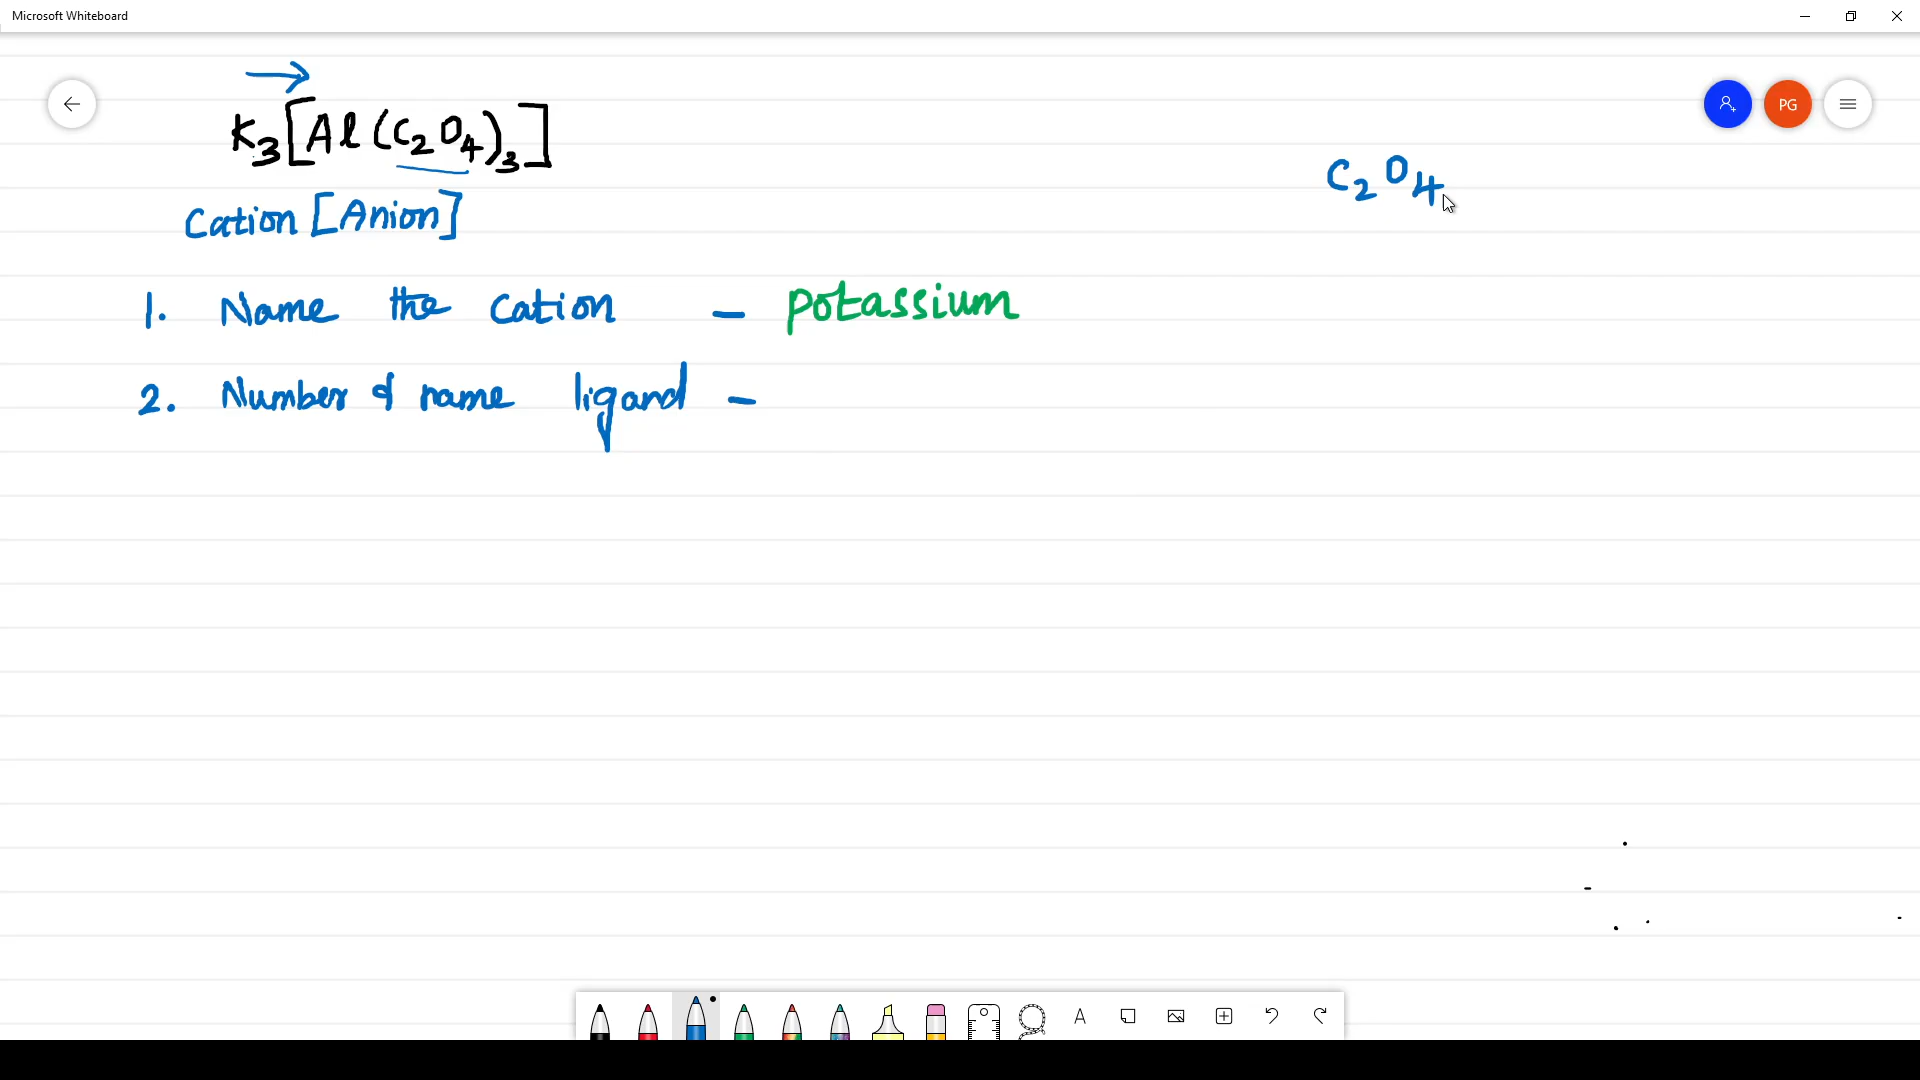 Microsoft Whiteboard
PG
K₃[Al(C₂O₄)₃]
C₂O₄
Cation [Anion]
1. Name the cation – potassium
2. Number & name ligand –
A